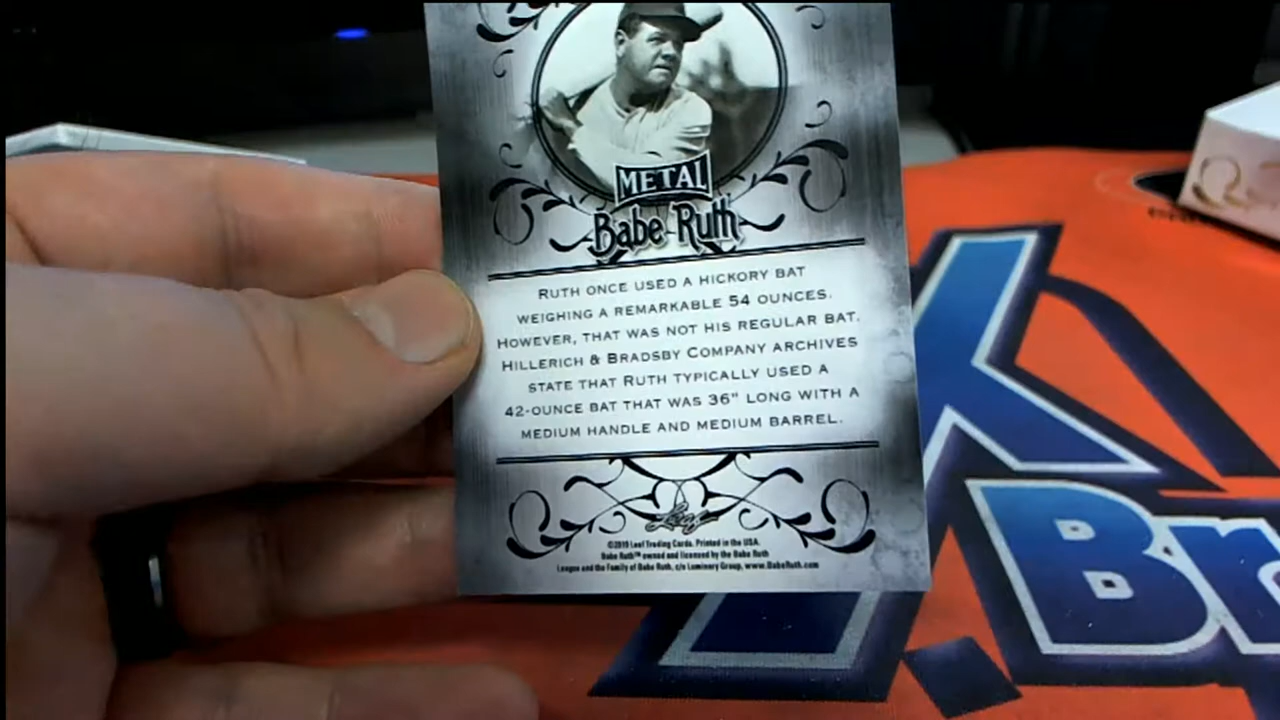 METAL
Babe Ruth
RUTH ONCE USED A HICKORY BAT
WEIGHING A REMARKABLE 54 OUNCES.
HOWEVER, THAT WAS NOT HIS REGULAR BAT.
HILLERICH & BRADSBY COMPANY ARCHIVES
STATE THAT RUTH TYPICALLY USED A
42-OUNCE BAT THAT WAS 36" LONG WITH A
MEDIUM HANDLE AND MEDIUM BARREL.
Leaf
©2019 Leaf Trading Cards. Printed in the USA.
Babe Ruth™ owned and licensed by the Babe Ruth
League and the Family of Babe Ruth, c/o Luminary Group, www.BabeRuth.com
Br